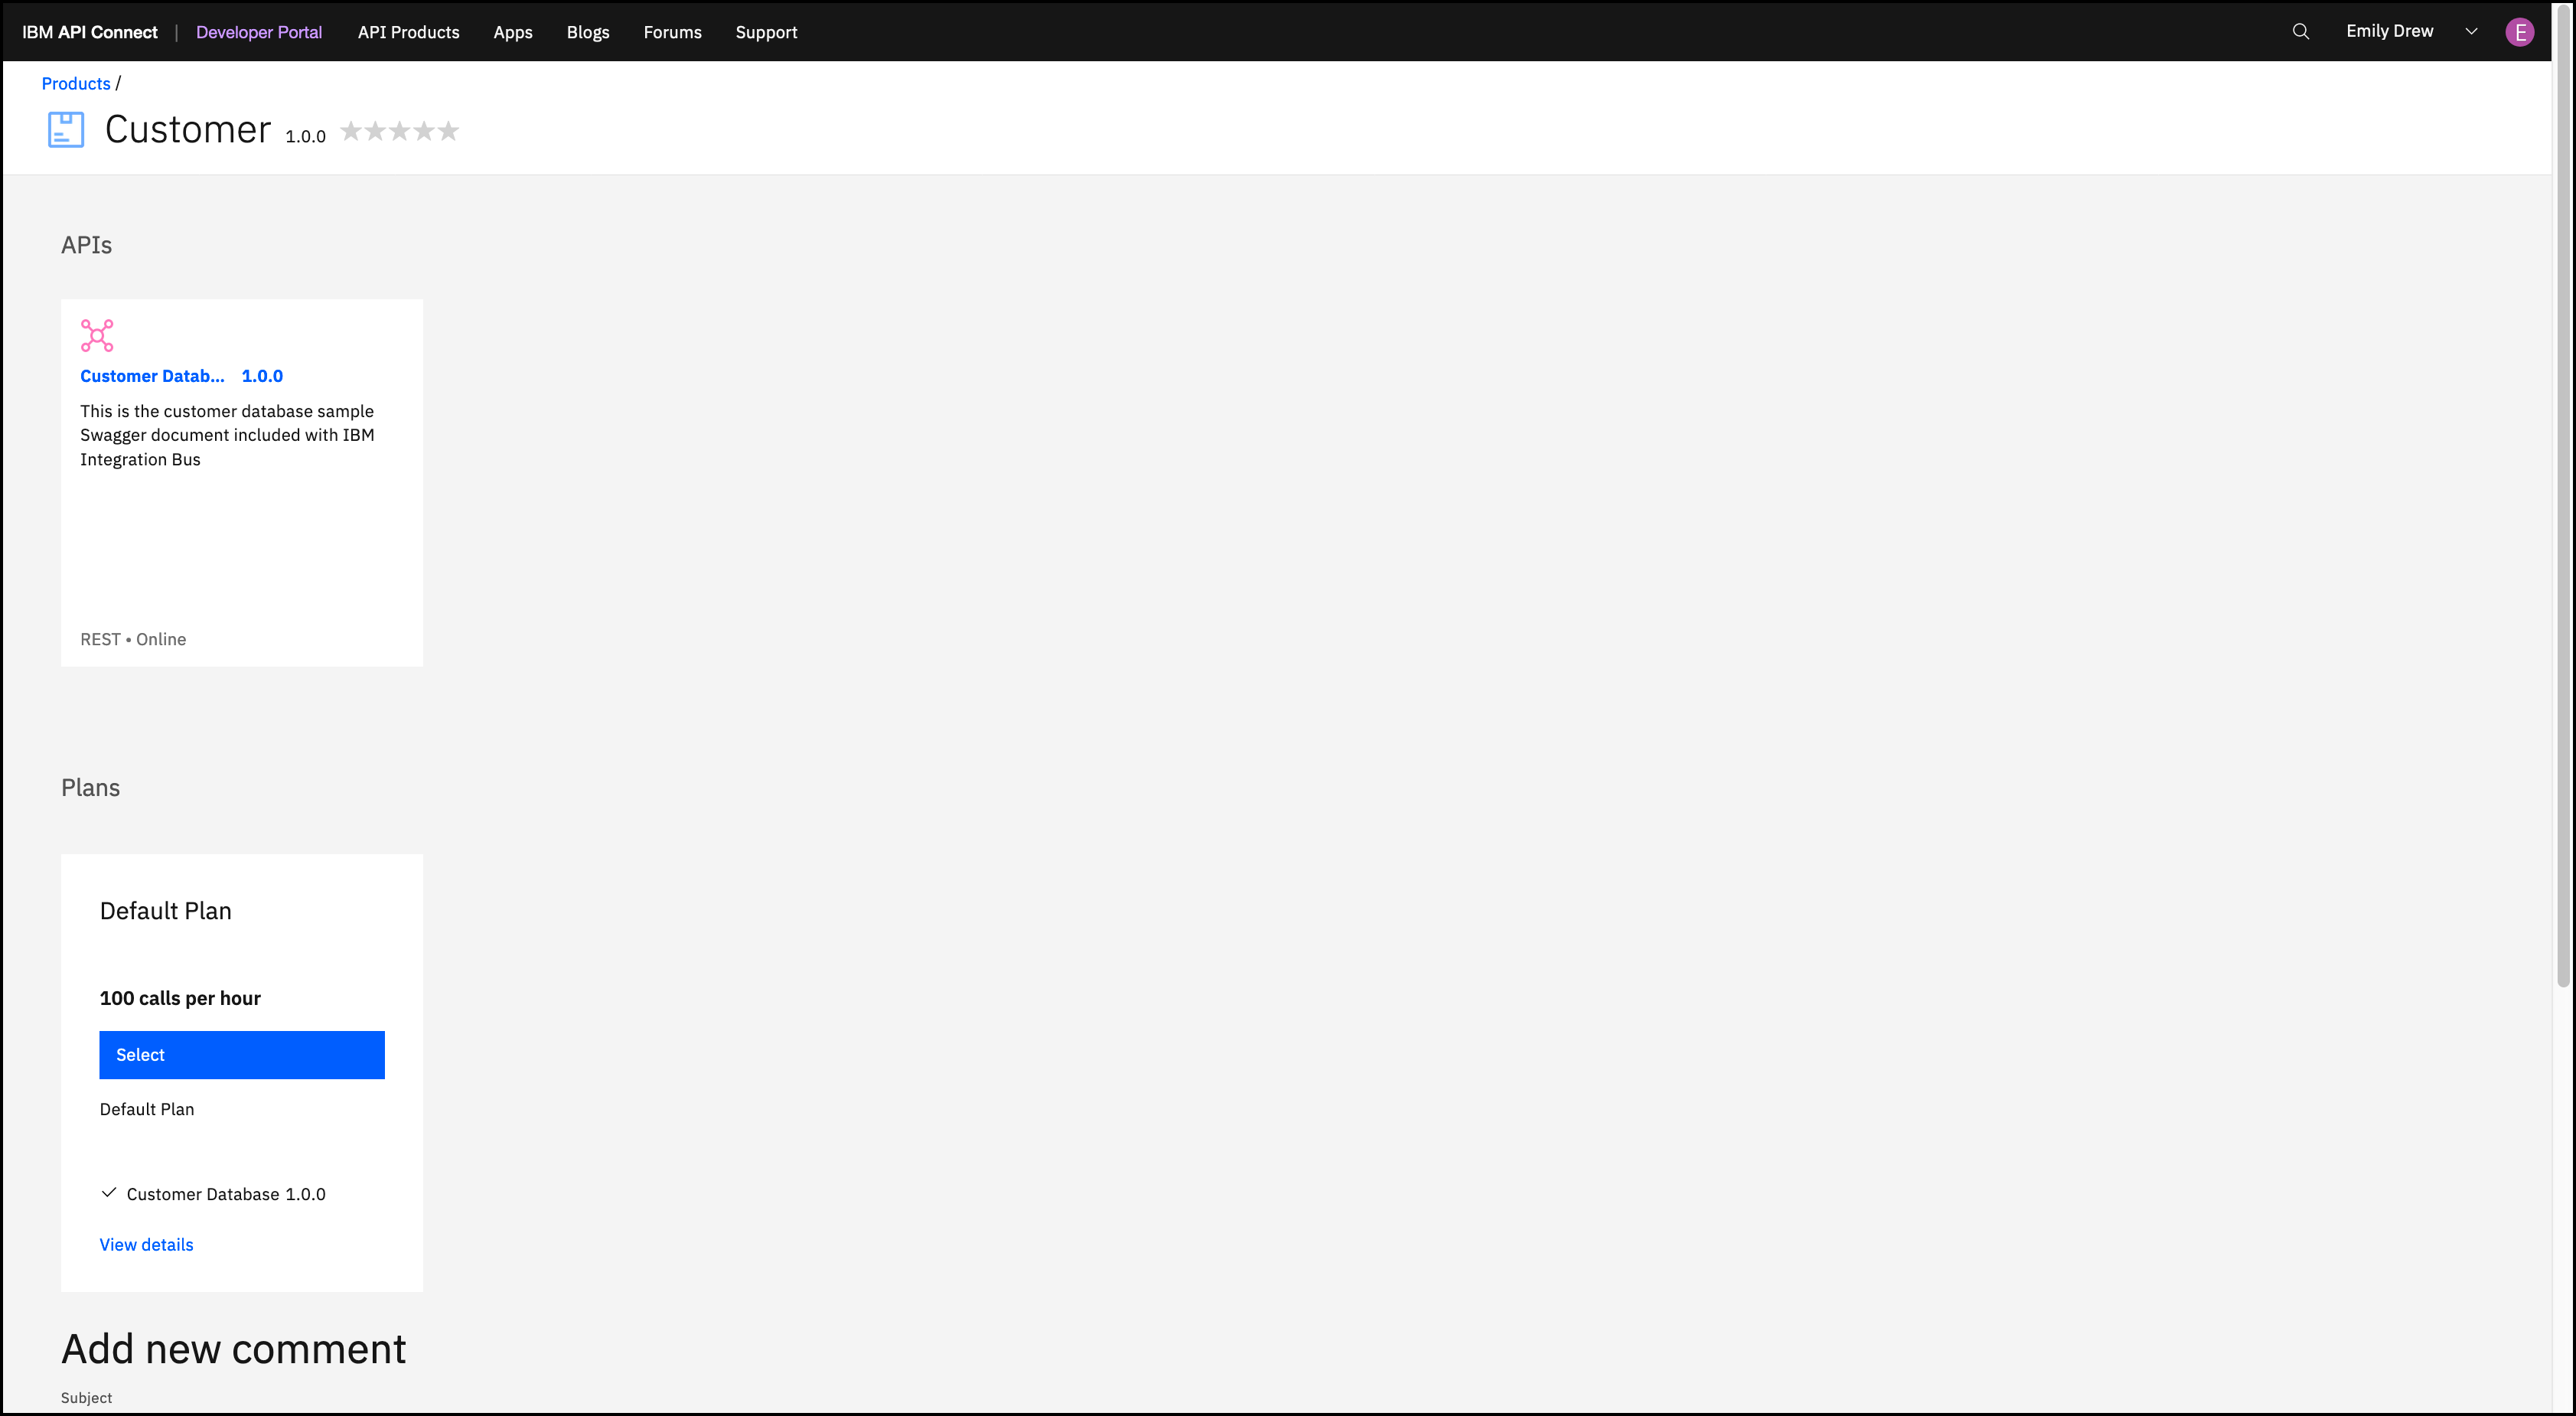 IBM API Connect | Developer Portal API Products Apps Blogs Forums Support Emily Drew E
Products /
Customer 1.0.0
APIs
Customer Datab... 1.0.0
This is the customer database sample
Swagger document included with IBM
Integration Bus
REST • Online
Plans
Default Plan
100 calls per hour
Select
Default Plan
Customer Database 1.0.0
View details
Add new comment
Subject